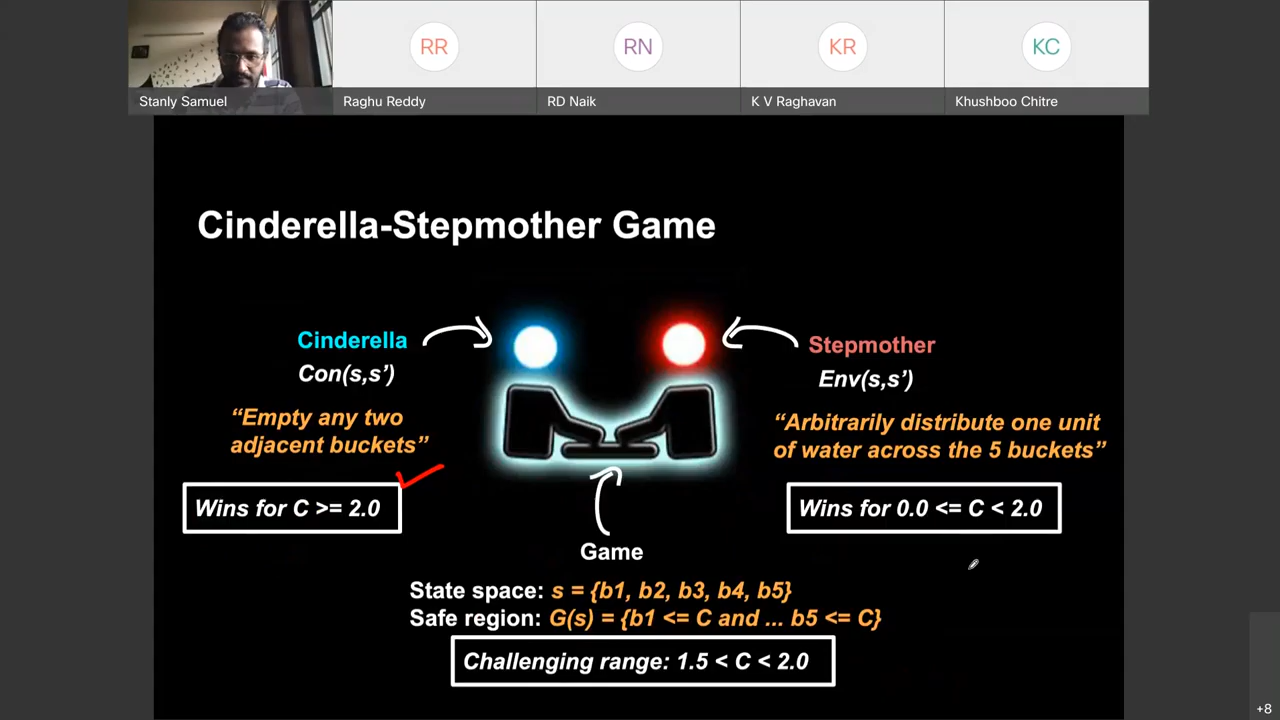 RR
RN
KR
KC
Stanly Samuel
Raghu Reddy
RD Naik
K V Raghavan
Khushboo Chitre
Cinderella-Stepmother Game
Cinderella
Con(s,s’)
“Empty any two
adjacent buckets”
Wins for C >= 2.0
Stepmother
Env(s,s’)
“Arbitrarily distribute one unit
of water across the 5 buckets”
Wins for 0.0 <= C < 2.0
Game
State space: s = {b1, b2, b3, b4, b5}
Safe region: G(s) = {b1 <= C and ... b5 <= C}
Challenging range: 1.5 < C < 2.0
+8